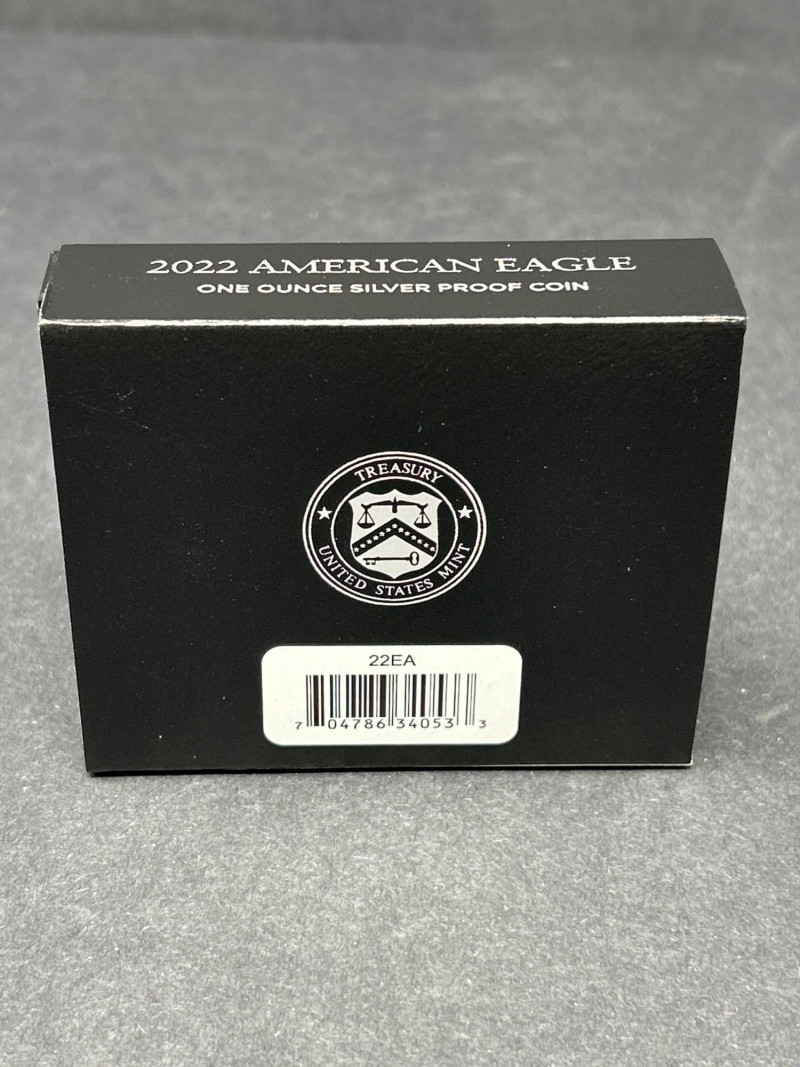 2022 AMERICAN EAGLE
ONE OUNCE SILVER PROOF COIN
TREASURY
UNITED STATES MINT
22EA
7 04786 34053 3